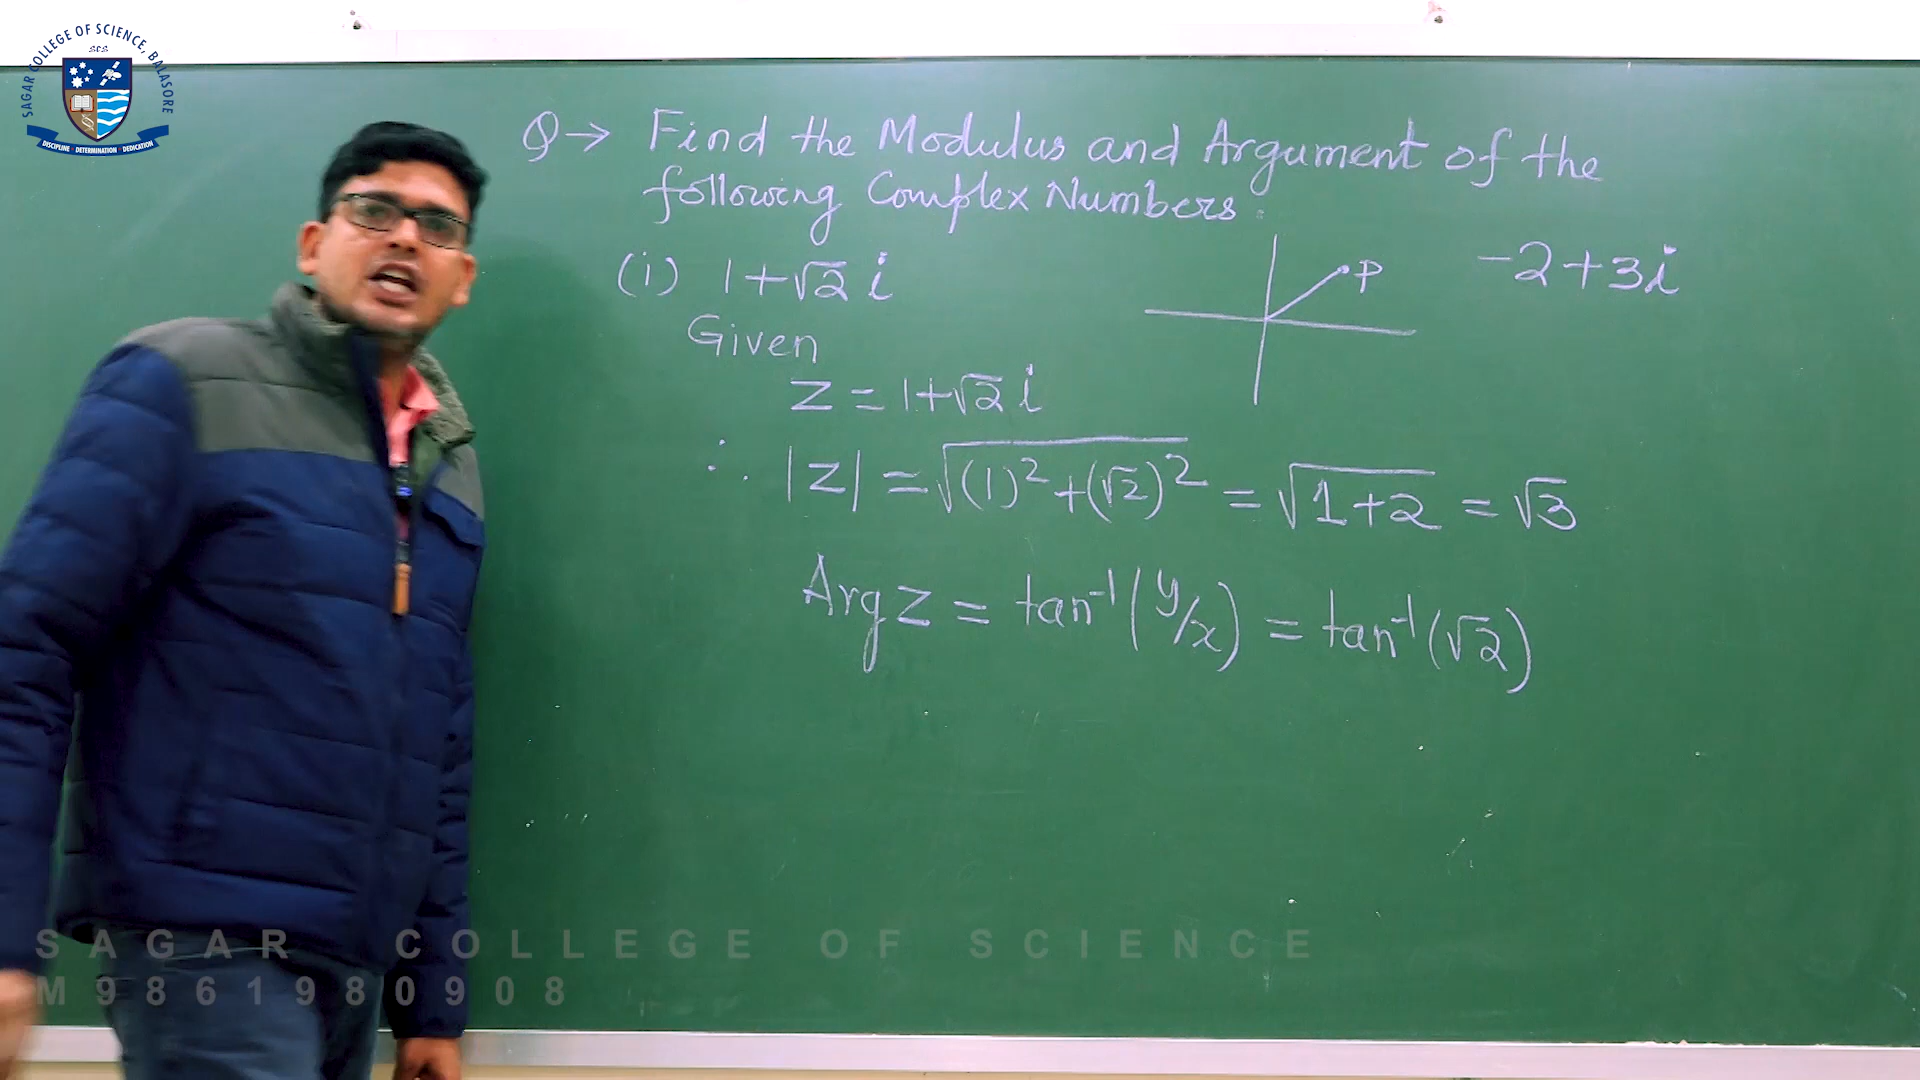 SAGAR COLLEGE OF SCIENCE, BALASORE
SCS
DISCIPLINE DETERMINATION DEDICATION
Q→ Find the Modulus and Argument of the
following Complex Numbers.
(i) 1+√2 i
P
-2+3i
Given
Z = 1+√2 i
∴ |Z| = √((1)²+(√2)²) = √(1+2) = √3
Arg Z = tan⁻¹(y/x) = tan⁻¹(√2)
SAGAR COLLEGE OF SCIENCE
M9861980908